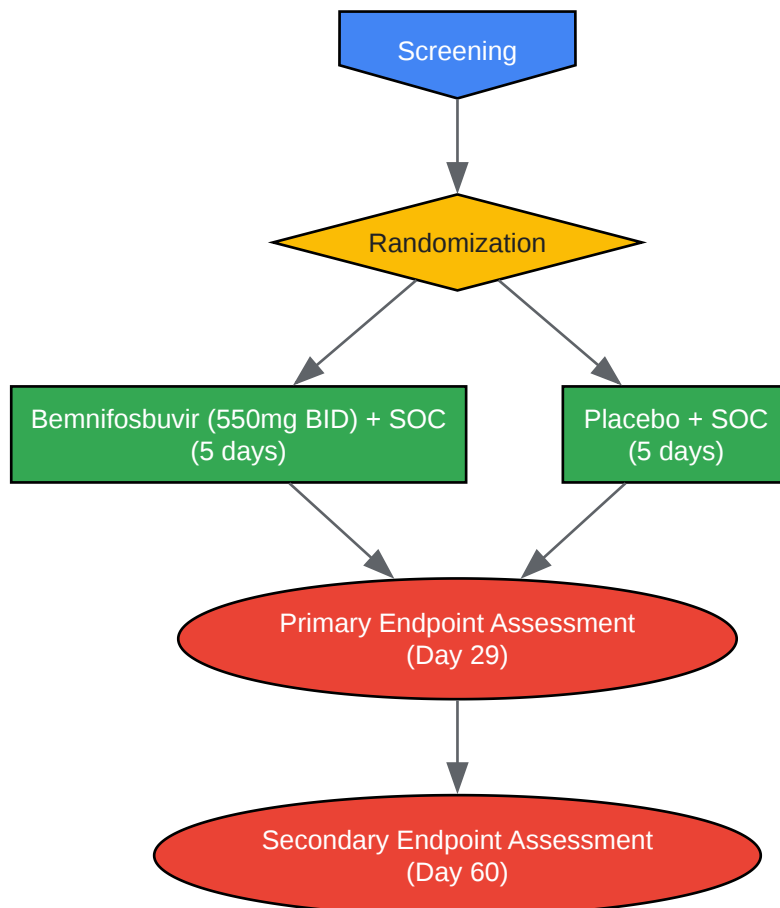 Screening
Randomization
Bemnifosbuvir (550mg BID) + SOC
(5 days)
Placebo + SOC
(5 days)
Primary Endpoint Assessment
(Day 29)
Secondary Endpoint Assessment
(Day 60)